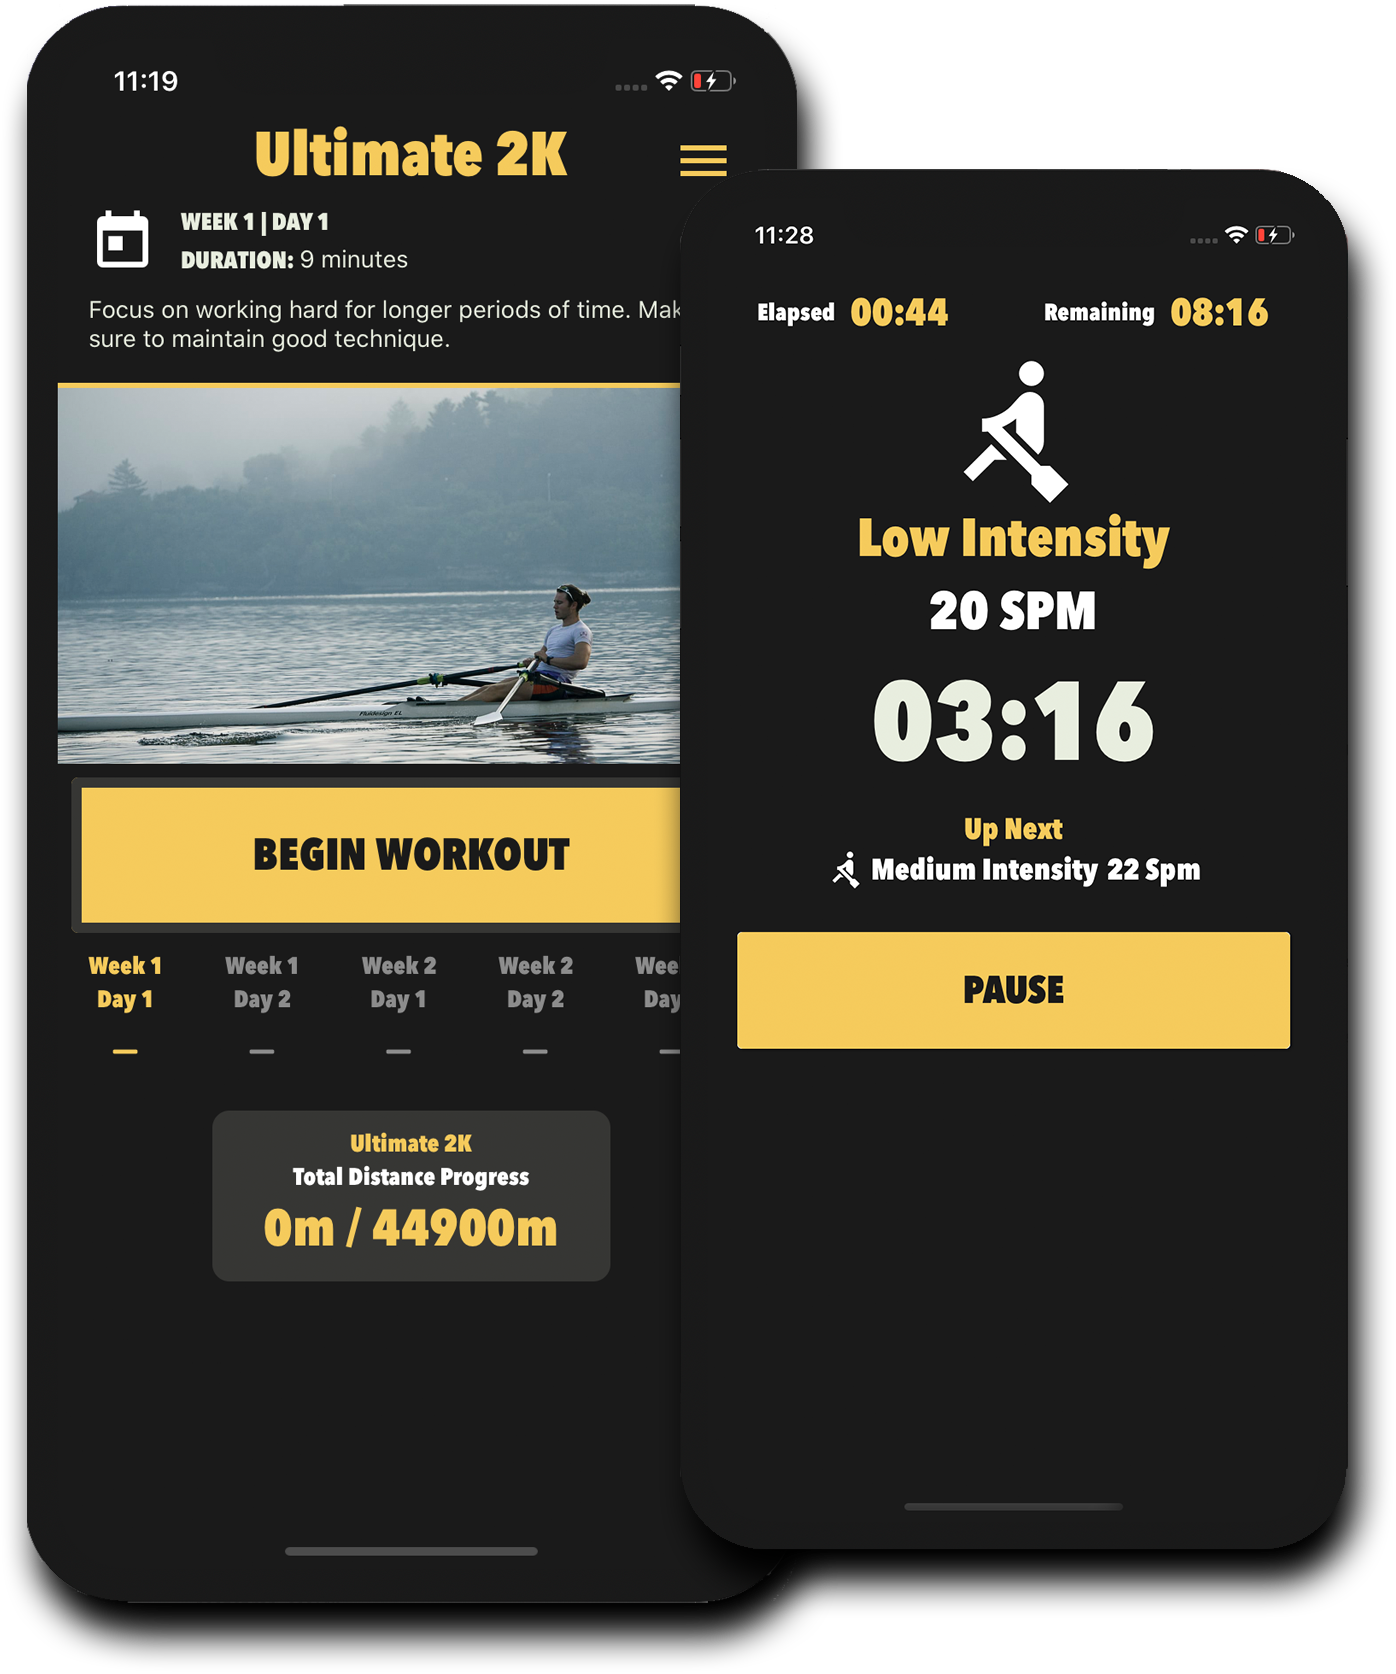 11:19
Ultimate 2K
WEEK 1 | DAY 1
DURATION: 9 minutes
Focus on working hard for longer periods of time. Mak
sure to maintain good technique.
Fluidesign EL
BEGIN WORKOUT
Week 1 Week 1 Week 2 Week 2 Wee
Day 1 Day 2 Day 1 Day 2 Day
Ultimate 2K
Total Distance Progress
0m / 44900m
11:28
Elapsed 00:44 Remaining 08:16
Low Intensity
20 SPM
03:16
Up Next
Medium Intensity 22 Spm
PAUSE